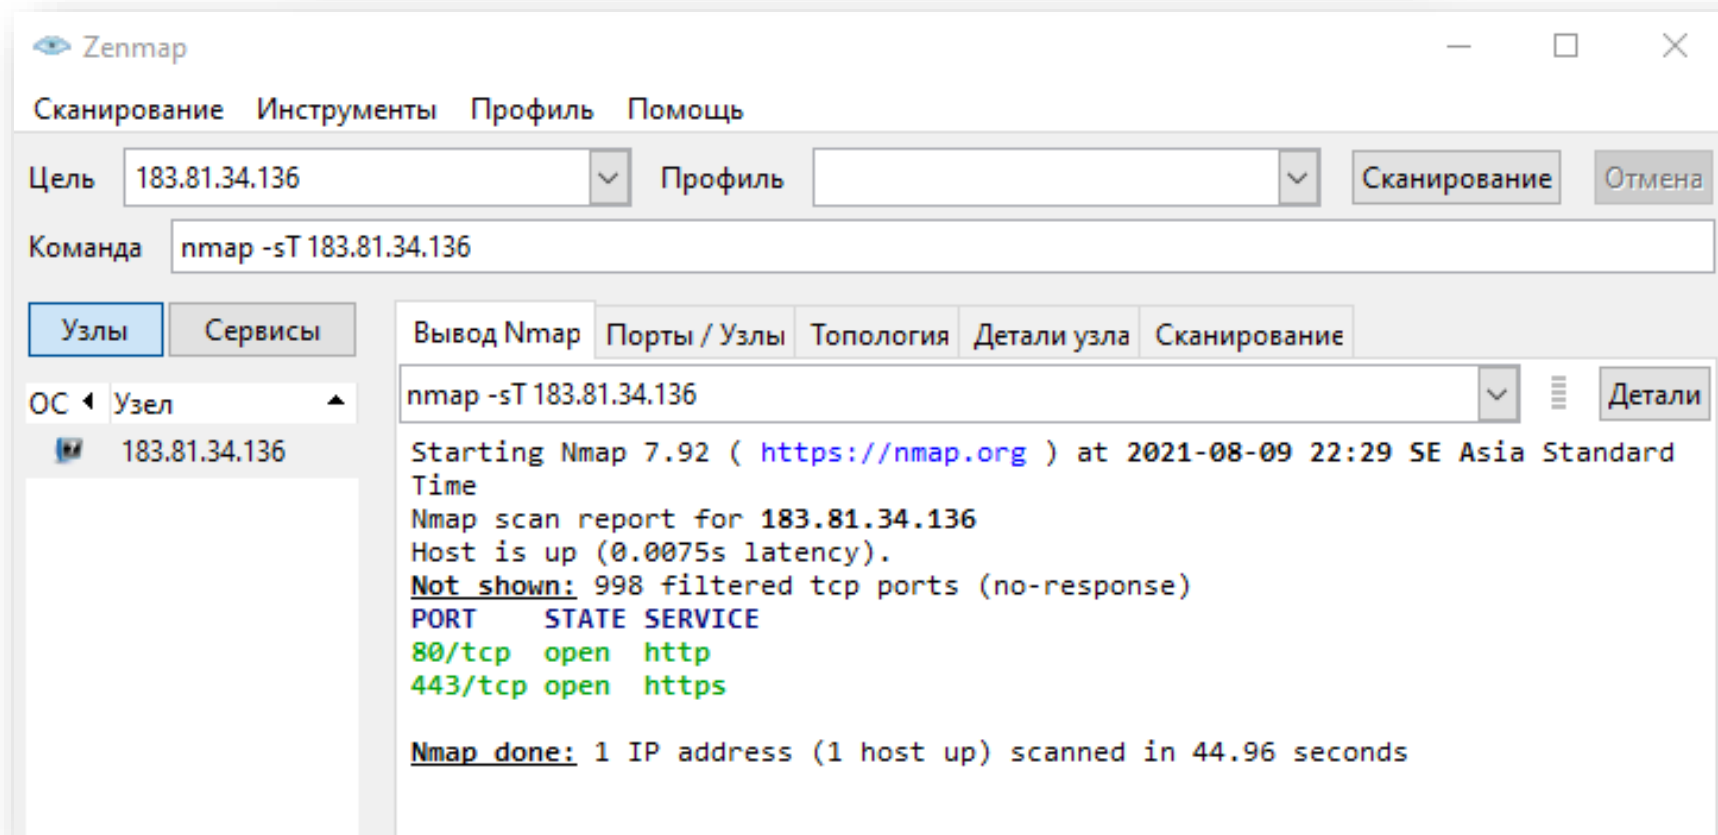 Zenmap
Сканирование Инструменты Профиль Помощь
Цель 183.81.34.136 Профиль Сканирование Отмена
Команда nmap -sT 183.81.34.136
Узлы Сервисы
Вывод Nmap Порты / Узлы Топология Детали узла Сканирование
ОС Узел
nmap -sT 183.81.34.136 Детали
183.81.34.136
Starting Nmap 7.92 ( https://nmap.org ) at 2021-08-09 22:29 SE Asia Standard
Time
Nmap scan report for 183.81.34.136
Host is up (0.0075s latency).
Not shown: 998 filtered tcp ports (no-response)
PORT STATE SERVICE
80/tcp open http
443/tcp open https
Nmap done: 1 IP address (1 host up) scanned in 44.96 seconds